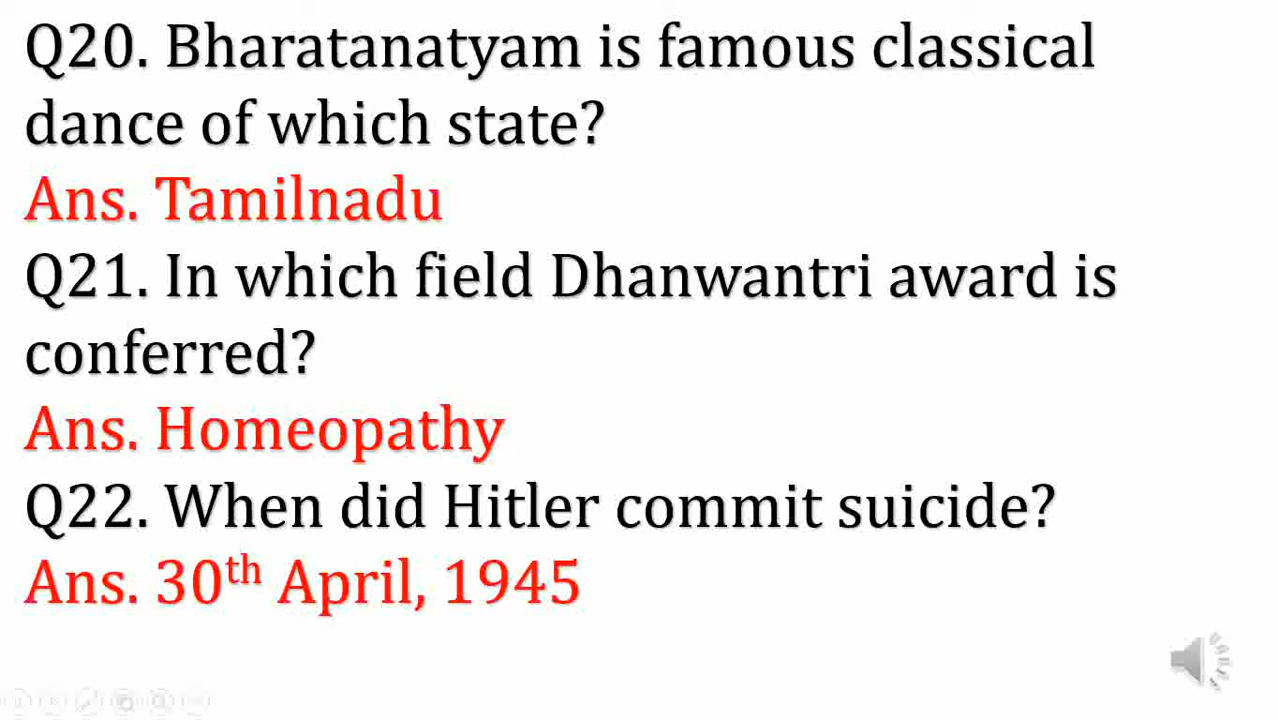 Q20. Bharatanatyam is famous classical
dance of which state?
Ans. Tamilnadu
Q21. In which field Dhanwantri award is
conferred?
Ans. Homeopathy
Q22. When did Hitler commit suicide?
Ans. 30th April, 1945